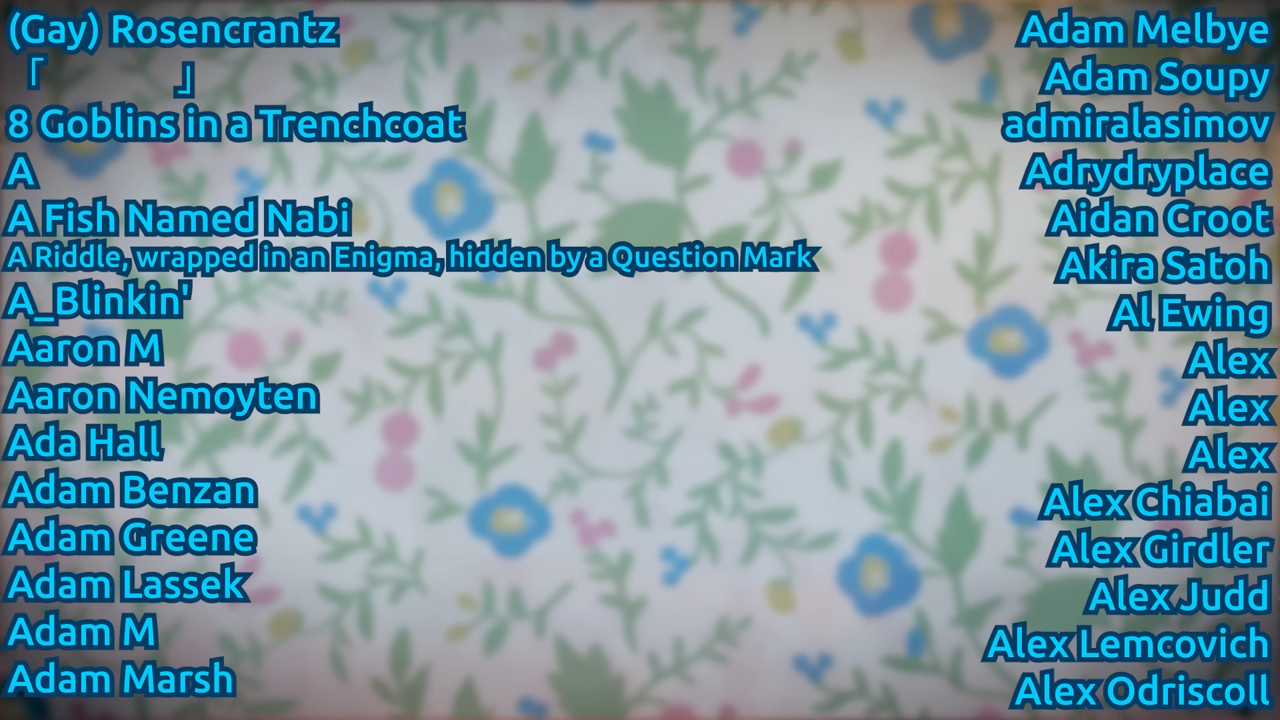 (Gay) Rosencrantz
「 」
8 Goblins in a Trenchcoat
A
A Fish Named Nabi
A Riddle, wrapped in an Enigma, hidden by a Question Mark
A_Blinkin'
Aaron M
Aaron Nemoyten
Ada Hall
Adam Benzan
Adam Greene
Adam Lassek
Adam M
Adam Marsh
Adam Melbye
Adam Soupy
admiralasimov
Adrydryplace
Aidan Croot
Akira Satoh
Al Ewing
Alex
Alex
Alex
Alex Chiabai
Alex Girdler
Alex Judd
Alex Lemcovich
Alex Odriscoll